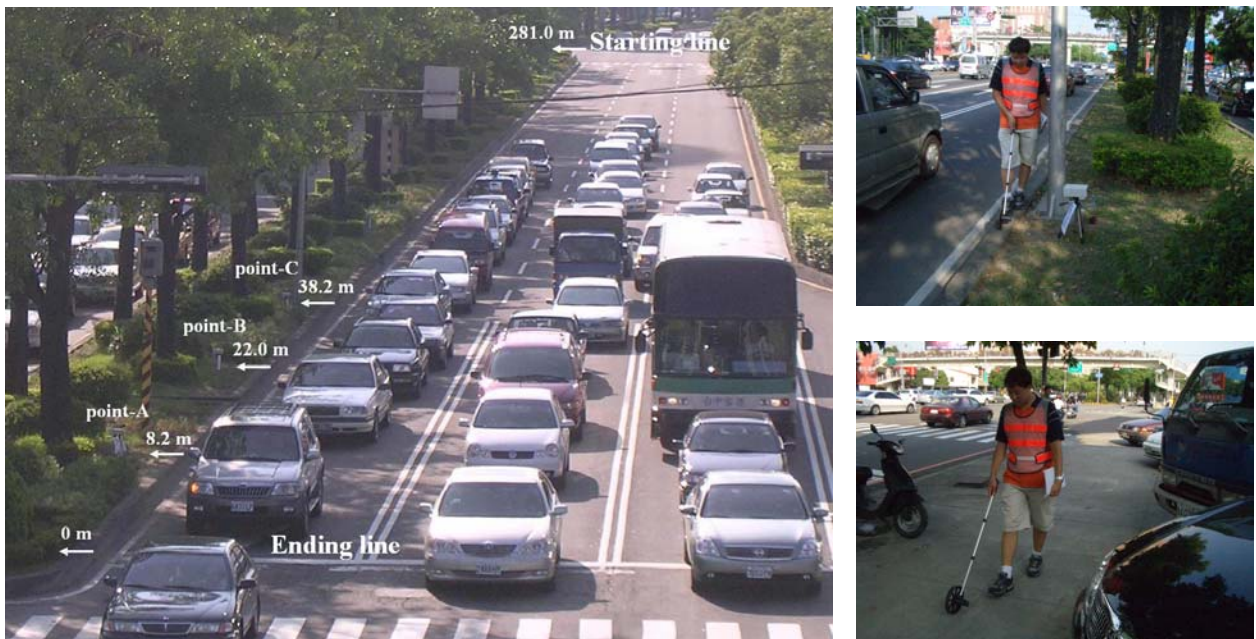 281.0 m
Starting line
point-C
38.2 m
point-B
22.0 m
point-A
8.2 m
0 m
Ending line